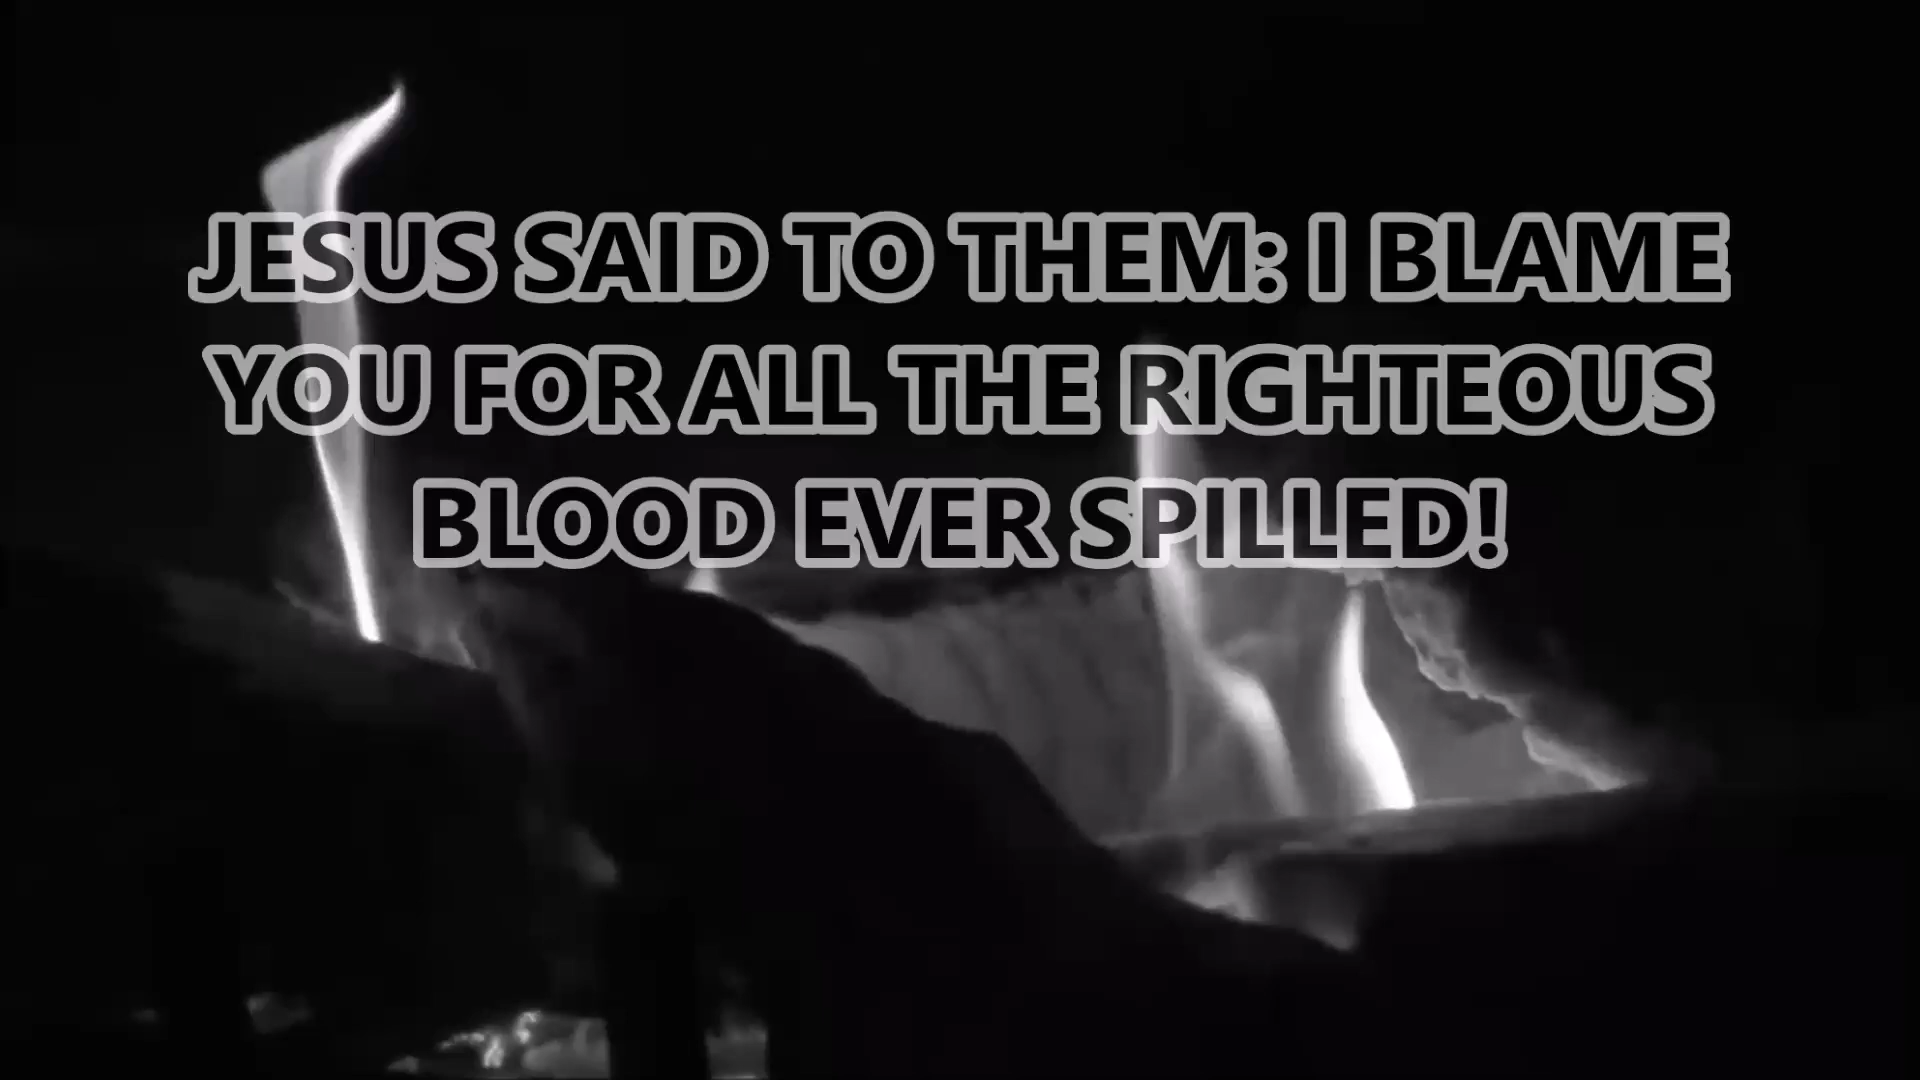 JESUS SAID TO THEM: I BLAME
YOU FOR ALL THE RIGHTEOUS
BLOOD EVER SPILLED!